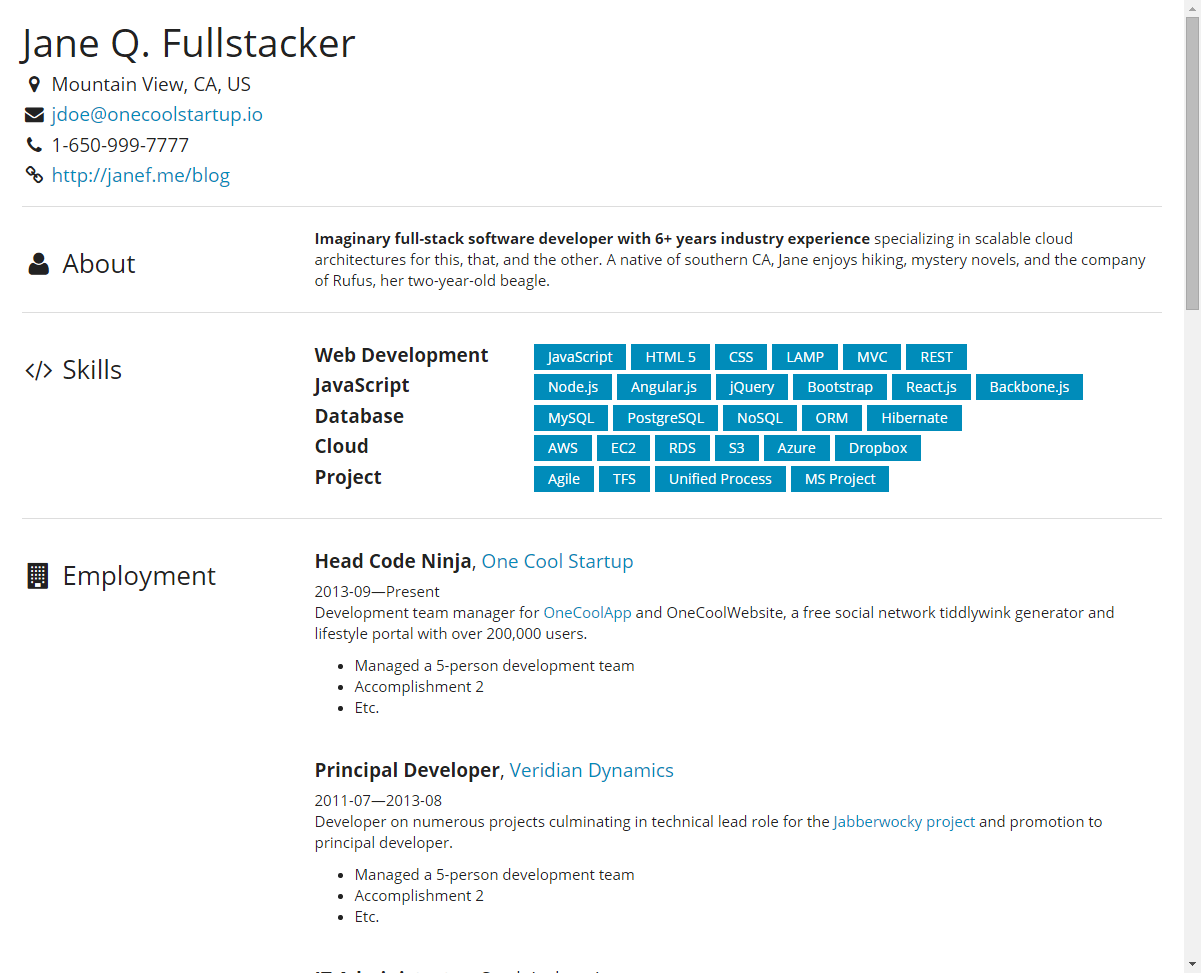 Jane Q. Fullstacker
Mountain View, CA, US
jdoe@onecoolstartup.io
1-650-999-7777
http://janef.me/blog
About
Imaginary full-stack software developer with 6+ years industry experience specializing in scalable cloud
architectures for this, that, and the other. A native of southern CA, Jane enjoys hiking, mystery novels, and the company
of Rufus, her two-year-old beagle.
Skills
Web Development JavaScript HTML 5 CSS LAMP MVC REST
JavaScript Node.js Angular.js jQuery Bootstrap React.js Backbone.js
Database MySQL PostgreSQL NoSQL ORM Hibernate
Cloud AWS EC2 RDS S3 Azure Dropbox
Project Agile TFS Unified Process MS Project
Employment
Head Code Ninja, One Cool Startup
2013-09—Present
Development team manager for OneCoolApp and OneCoolWebsite, a free social network tiddlywink generator and
lifestyle portal with over 200,000 users.
• Managed a 5-person development team
• Accomplishment 2
• Etc.
Principal Developer, Veridian Dynamics
2011-07—2013-08
Developer on numerous projects culminating in technical lead role for the Jabberwocky project and promotion to
principal developer.
• Managed a 5-person development team
• Accomplishment 2
• Etc.